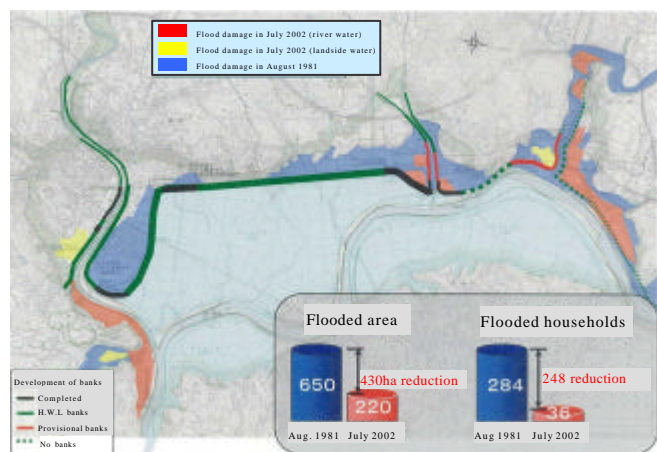 Flood damage in July 2002 (river water)
Flood damage in July 2002 (landside water)
Flood damage in August 1981
Flooded area
Flooded households
650
430ha reduction
220
284
248 reduction
36
Aug. 1981
July 2002
Aug. 1981
July 2002
Development of banks
Completed
H.W.L banks
Provisional banks
No banks